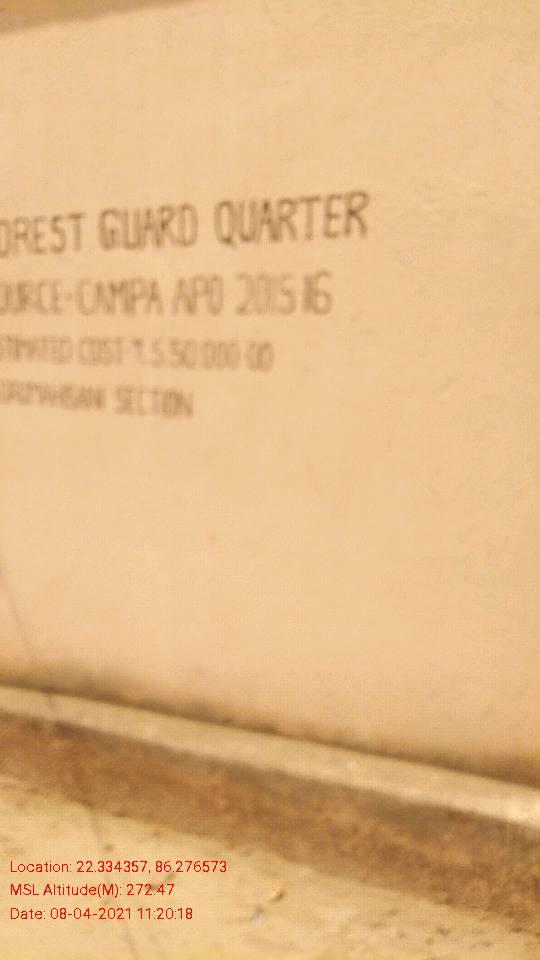 OREST GUARD QUARTER
OURCE-CAMPA APO 2015 16
TIMATED COST-₹.5.50.000-00
SECTION
Location: 22.334357, 86.276573
MSL Altitude(M): 272.47
Date: 08-04-2021 11:20:18